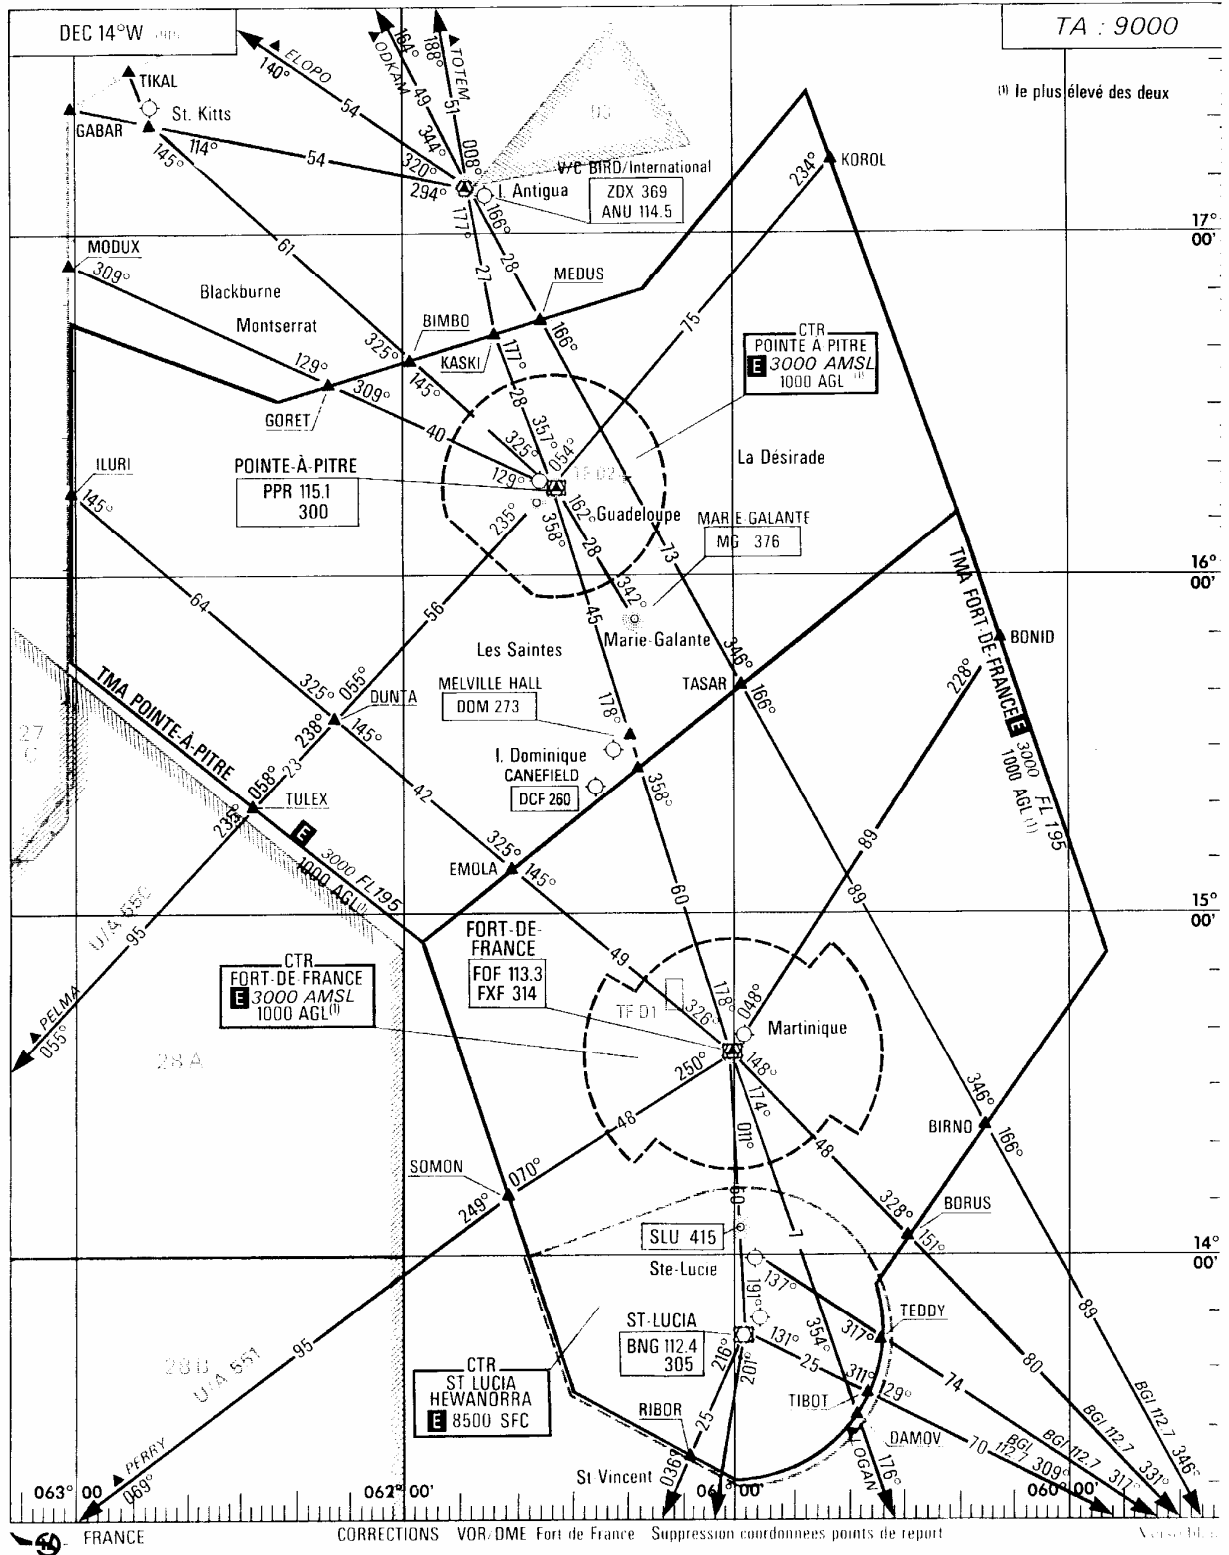 DEC 14°W
TA : 9000
(1) le plus élevé des deux
ELOPO
140°
54
ODKAM
164°
49
344°
TOTEM
188°
51
008°
TIKAL
St. Kitts
GABAR
145°
114°
54
320°
294°
V/C BIRD/International
I. Antigua
ZDX 369
ANU 114.5
177°
166°
KOROL
234°
17°
00'
MODUX
309°
61
27
28
MEDUS
Blackburne
Montserrat
BIMBO
325°
KASKI
129°
177°
166°
75
CTR
POINTE À PITRE
E 3000 AMSL
1000 AGL (1)
145°
309°
GORET
28
40
357°
325°
054°
129°
ILURI
145°
POINTE-À-PITRE
PPR 115.1
300
La Désirade
235°
358°
162°
Guadeloupe
28
MARIE-GALANTE
MG 376
73
16°
00'
64
56
342°
45
Marie-Galante
Les Saintes
346°
TASAR
166°
BONID
228°
TMA FORT-DE-FRANCE E
3000 FL 195
1000 AGL (1)
TMA POINTE-À-PITRE
325°
055°
DUNTA
238°
145°
MELVILLE HALL
DOM 273
178°
I. Dominique
CANEFIELD
DCF 260
358°
27
C
058°
23
TULEX
235°
E 3000 FL195
1000 AGL(1)
42
325°
EMOLA
145°
89
89
60
15°
00'
U/A 550
95
PELMA
055°
CTR
FORT-DE-FRANCE
E 3000 AMSL
1000 AGL(1)
FORT-DE-
FRANCE
FOF 113.3
FXF 314
49
TF D1
326°
178°
048°
Martinique
28 A
250°
148°
174°
011°
346°
BIRNO
166°
48
48
SOMON
070°
249°
60
328°
BORUS
151°
SLU 415
14°
00'
Ste-Lucie
7
137°
191°
89
ST-LUCIA
BNG 112.4
305
TEDDY
317°
354°
131°
25
216°
201°
28 B
U/A 551
95
CTR
ST LUCIA
HEWANORRA
E 8500 SFC
311°
129°
TIBOT
74
80
RIBOR
25
036°
St-Vincent
DAMOV
LOGAN
176°
70
BGI
112.7
309°
BGI 112.7
317°
BGI 112.7
331°
BGI 112.7
346°
PERRY
069°
063° 00'
062° 00'
00'
FRANCE
CORRECTIONS VOR/DME Fort de France Suppression coordonnées points de report